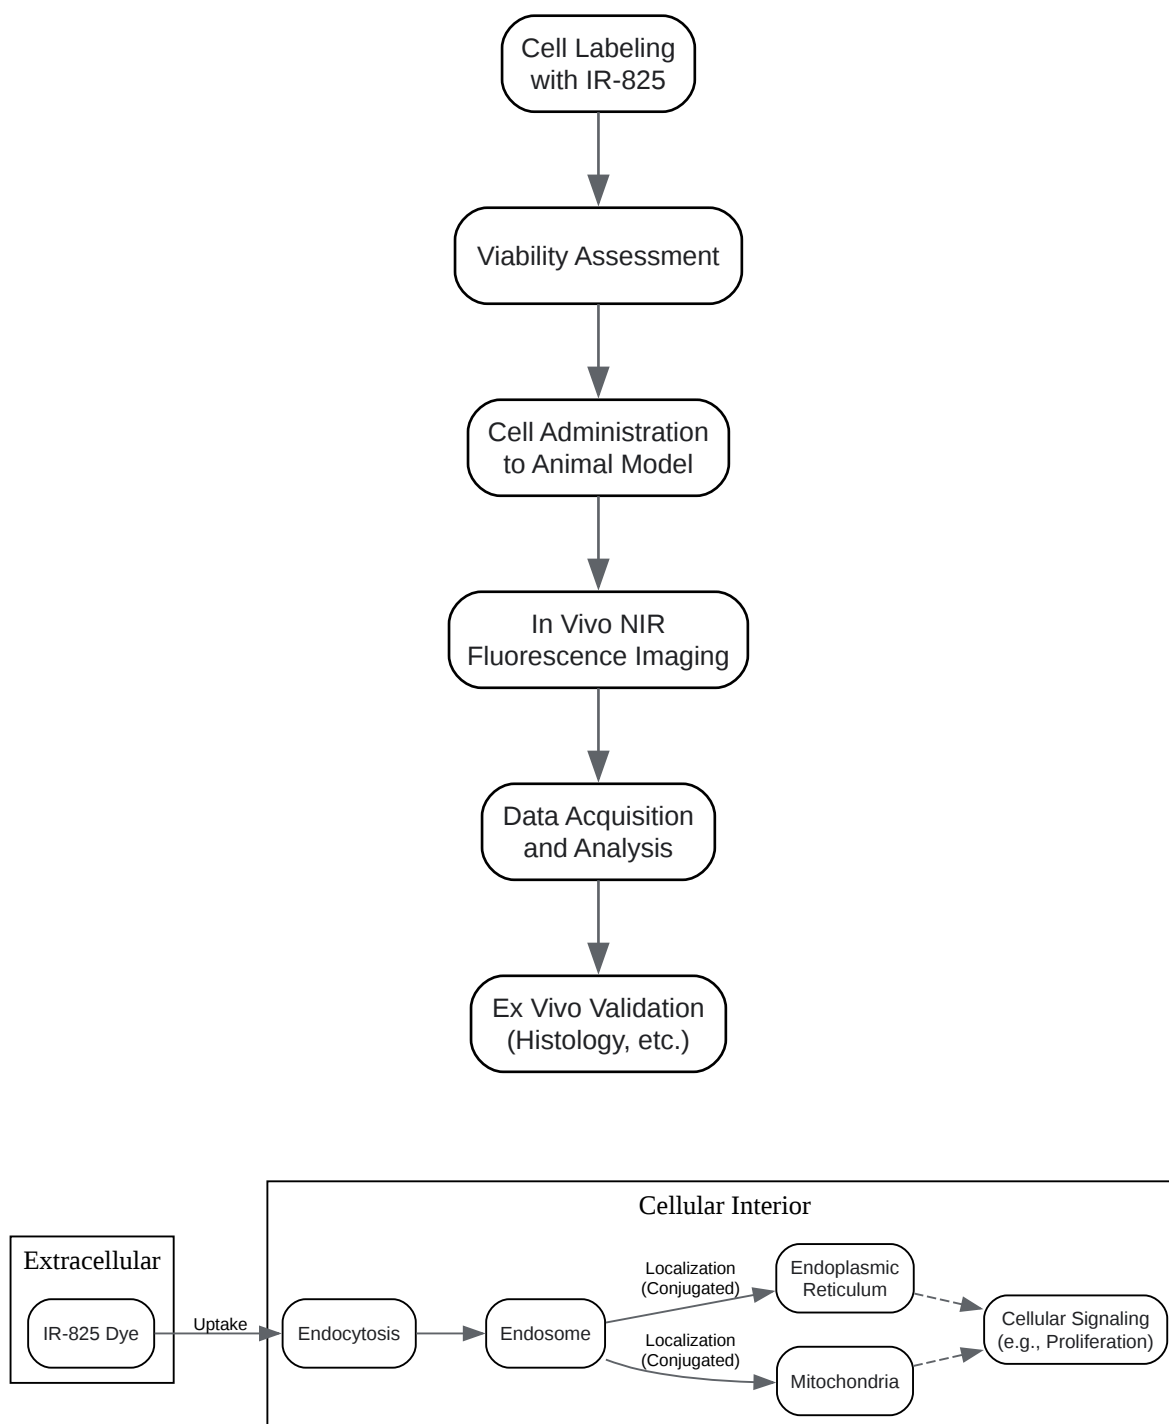 Cell Labeling
with IR-825
Viability Assessment
Cell Administration
to Animal Model
In Vivo NIR
Fluorescence Imaging
Data Acquisition
and Analysis
Ex Vivo Validation
(Histology, etc.)
Cellular Interior
Extracellular
IR-825 Dye
Uptake
Endocytosis
Endosome
Localization
(Conjugated)
Endoplasmic
Reticulum
Localization
(Conjugated)
Mitochondria
Cellular Signaling
(e.g., Proliferation)